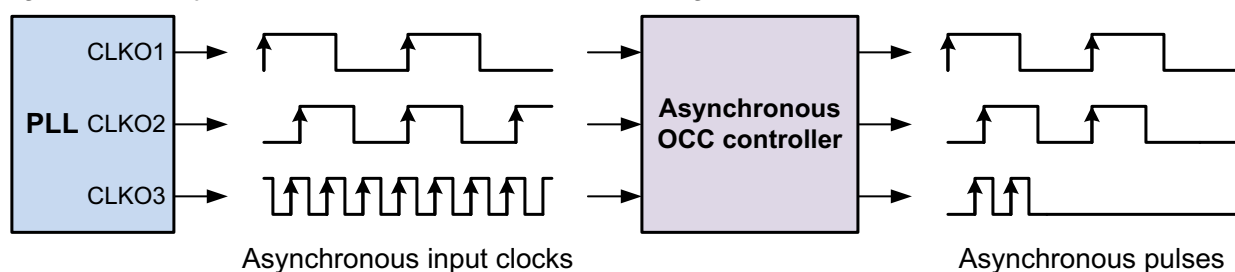 CLKO1
PLL CLKO2
CLKO3
Asynchronous
OCC controller
Asynchronous input clocks
Asynchronous pulses